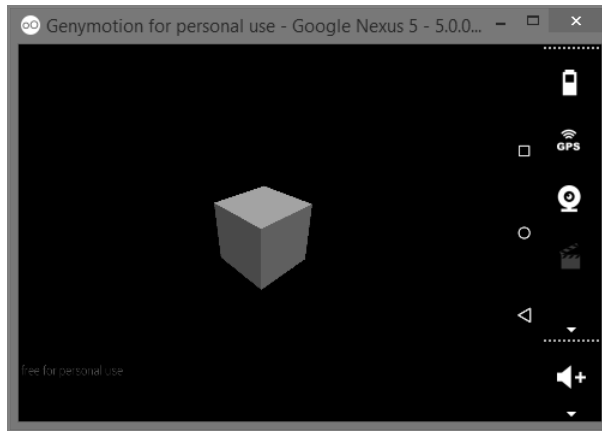 Genymotion for personal use - Google Nexus 5 - 5.0.0...
GPS
free for personal use